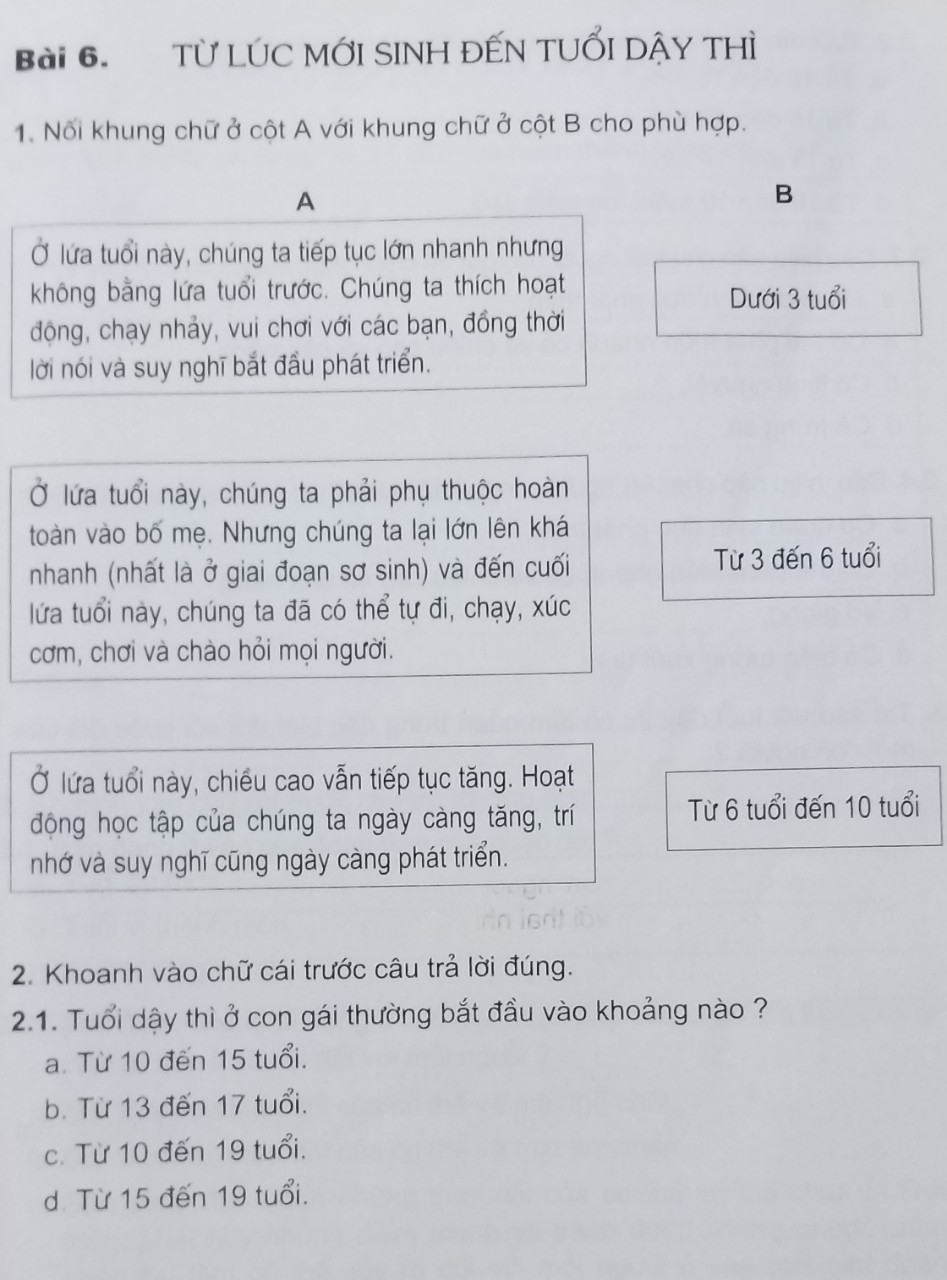 Bài 6. TỪ LÚC MỚI SINH ĐẾN TUỔI DẬY THÌ
1. Nối khung chữ ở cột A với khung chữ ở cột B cho phù hợp.
A
B
Ở lứa tuổi này, chúng ta tiếp tục lớn nhanh nhưng
không bằng lứa tuổi trước. Chúng ta thích hoạt
động, chạy nhảy, vui chơi với các bạn, đồng thời
lời nói và suy nghĩ bắt đầu phát triển.
Dưới 3 tuổi
Ở lứa tuổi này, chúng ta phải phụ thuộc hoàn
toàn vào bố mẹ. Nhưng chúng ta lại lớn lên khá
nhanh (nhất là ở giai đoạn sơ sinh) và đến cuối
lứa tuổi này, chúng ta đã có thể tự đi, chạy, xúc
cơm, chơi và chào hỏi mọi người.
Từ 3 đến 6 tuổi
Ở lứa tuổi này, chiều cao vẫn tiếp tục tăng. Hoạt
động học tập của chúng ta ngày càng tăng, trí
nhớ và suy nghĩ cũng ngày càng phát triển.
Từ 6 tuổi đến 10 tuổi
2. Khoanh vào chữ cái trước câu trả lời đúng.
2.1. Tuổi dậy thì ở con gái thường bắt đầu vào khoảng nào ?
a. Từ 10 đến 15 tuổi.
b. Từ 13 đến 17 tuổi.
c. Từ 10 đến 19 tuổi.
d. Từ 15 đến 19 tuổi.